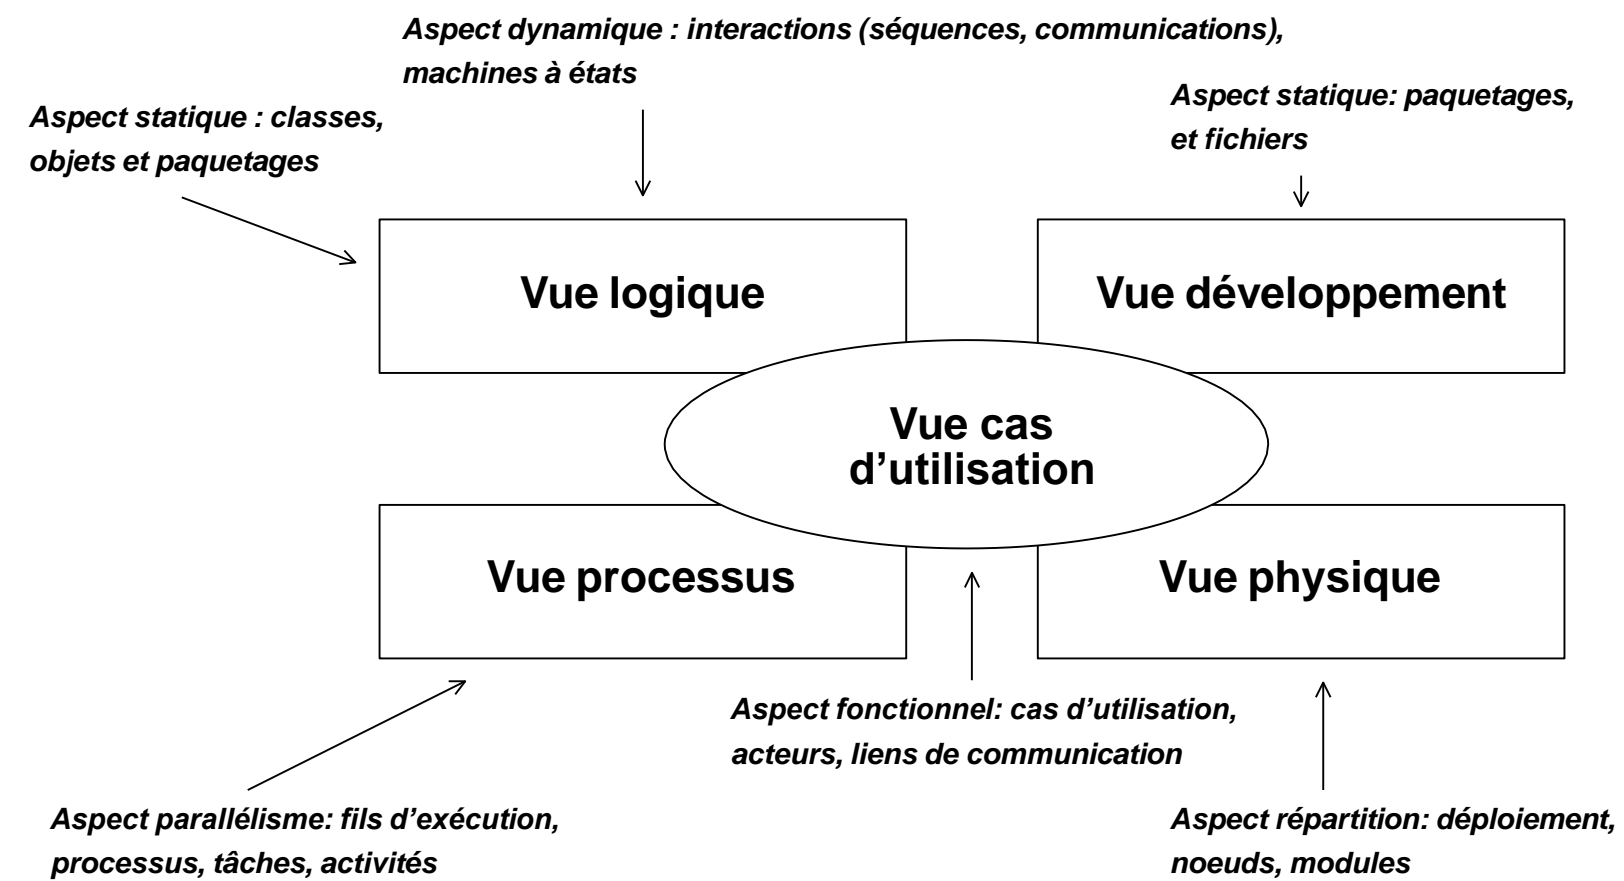 Aspect dynamique : interactions (séquences, communications),
machines à états
Aspect statique: paquetages,
et fichiers
Aspect statique : classes,
objets et paquetages
Vue logique
Vue développement
Vue cas
d’utilisation
Vue processus
Vue physique
Aspect fonctionnel: cas d’utilisation,
acteurs, liens de communication
Aspect parallélisme: fils d’exécution,
processus, tâches, activités
Aspect répartition: déploiement,
noeuds, modules